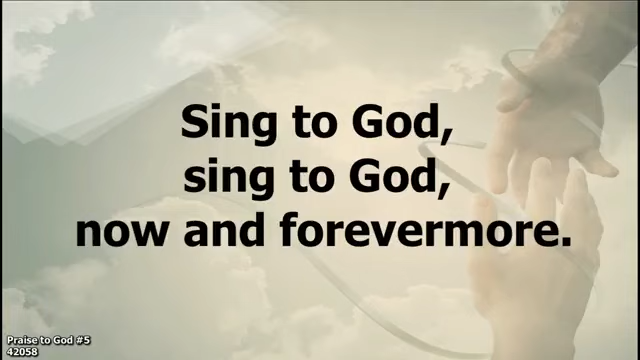 Sing to God,
sing to God,
now and forevermore.
Praise to God #5
42058